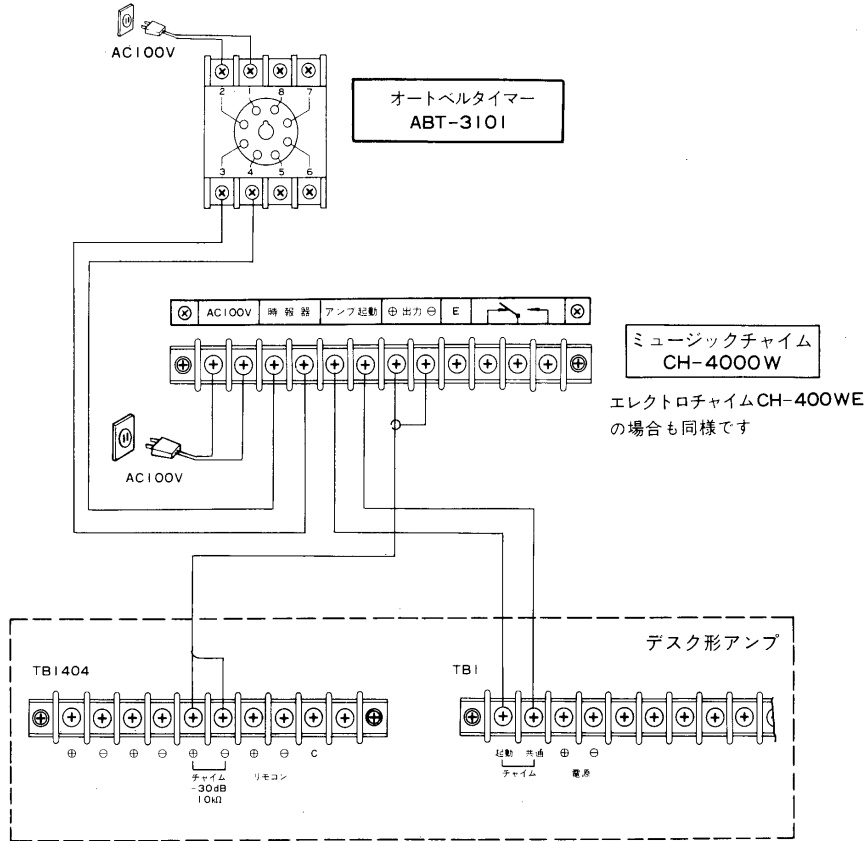 AC100V
2 1 8 7
3 4 5 6
オートベルタイマー
ABT-3101
AC100V 時報器 アンプ起動 ⊕出力⊖ E
ミュージックチャイム
CH-4000W
エレクトロチャイムCH-400WE
の場合も同様です
AC100V
デスク形アンプ
TB1404
TB1
⊕ ⊖ ⊕ ⊖ ⊕ ⊖ ⊕ ⊖ C
チャイム リモコン
-30dB
10kΩ
起動 共通 ⊕ ⊖
チャイム 電源